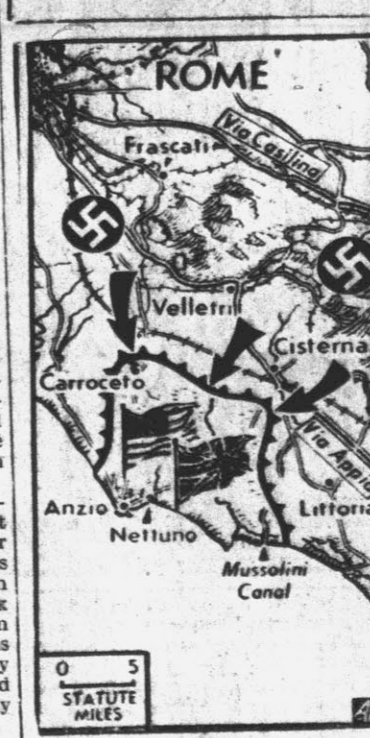 ROME
Via Casilina
Frascati
Velletri
Cisterna
Carroceto
Via Appia
Anzio
Nettuno
Littoria
Mussolini
Canal
0 5
STATUTE
MILES